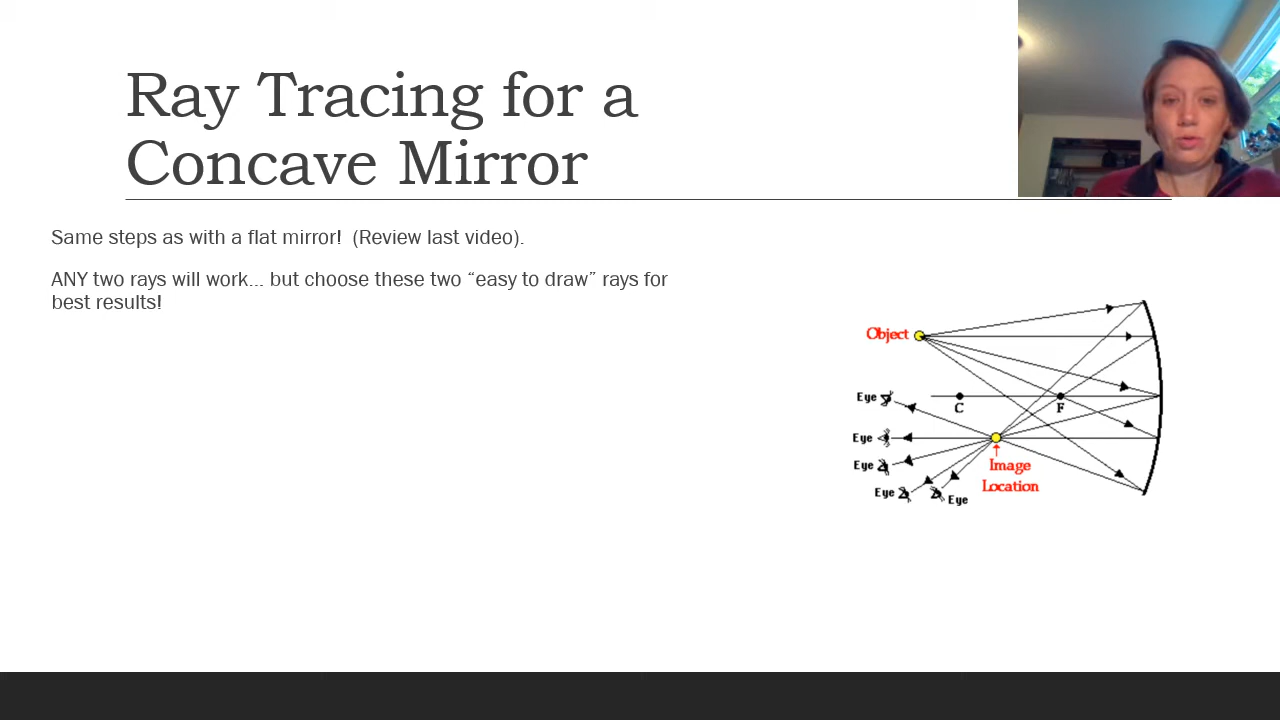 Ray Tracing for a
Concave Mirror
Same steps as with a flat mirror!  (Review last video).
ANY two rays will work... but choose these two “easy to draw” rays for
best results!
Object
Eye
C
F
Eye
Eye
Image
Location
Eye
Eye